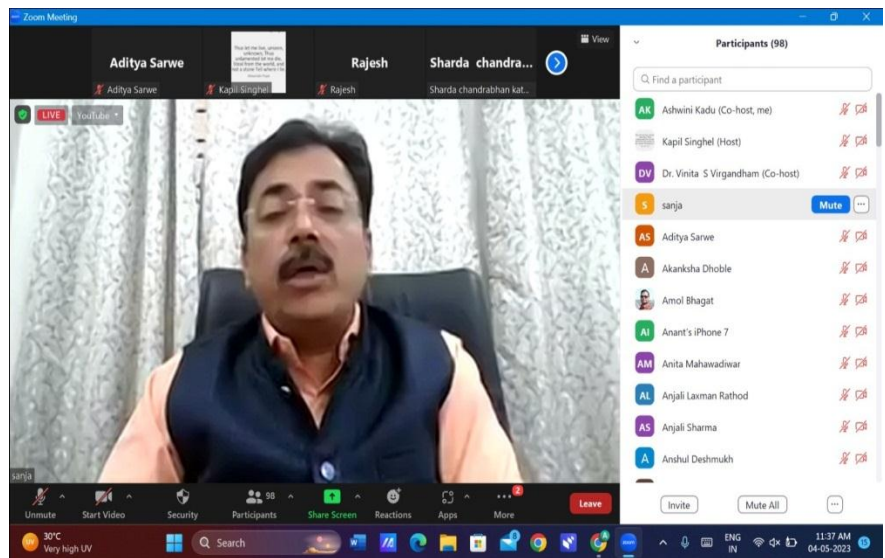 Zoom Meeting
Aditya Sarwe
Aditya Sarwe
Kapil Singhel
Rajesh
Rajesh
Sharda chandra...
Sharda chandrabhan kat...
View
LIVE
YouTube
sanja
Unmute
Start Video
Security
98
Participants
Share Screen
Reactions
Apps
2
More
Leave
Participants (98)
Find a participant
AK Ashwini Kadu (Co-host, me)
Kapil Singhel (Host)
DV Dr. Vinita S Virgandham (Co-host)
S sanja Mute
AS Aditya Sarwe
A Akanksha Dhoble
Amol Bhagat
AI Anant's iPhone 7
AM Anita Mahawadiwar
AL Anjali Laxman Rathod
AS Anjali Sharma
A Anshul Deshmukh
Invite
Mute All
30°C
Very high UV
Search
ENG
IN
11:37 AM
04-05-2023
15